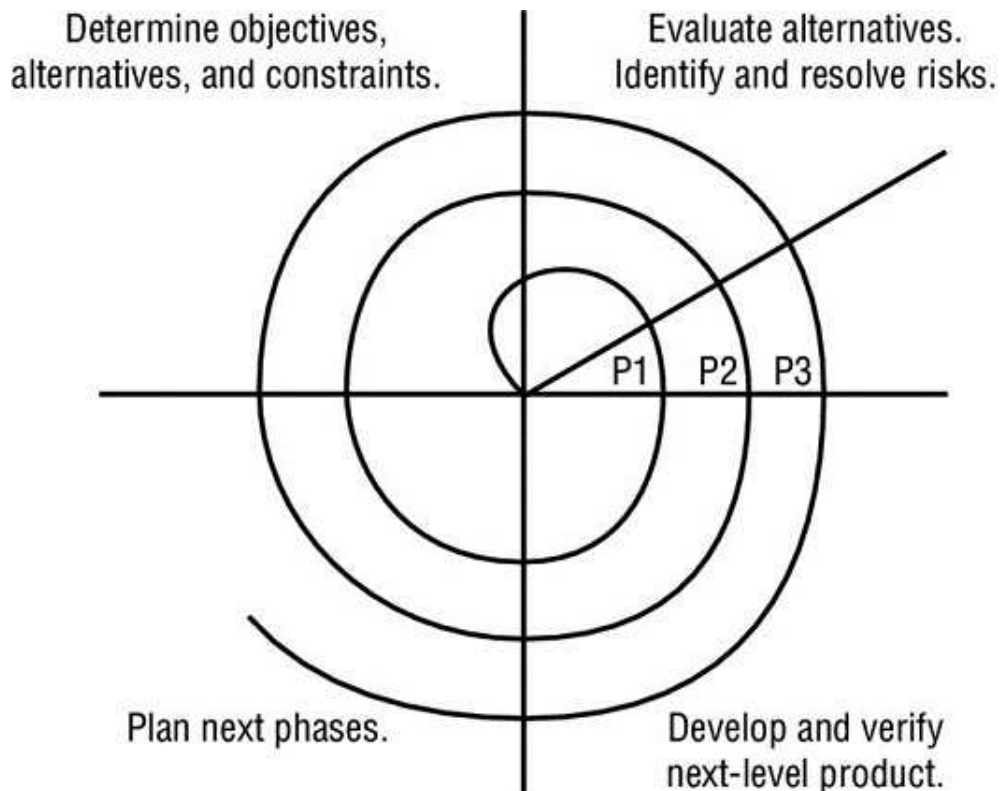 Determine objectives,
alternatives, and constraints.
Evaluate alternatives.
Identify and resolve risks.
P1 P2 P3
Plan next phases.
Develop and verify
next-level product.